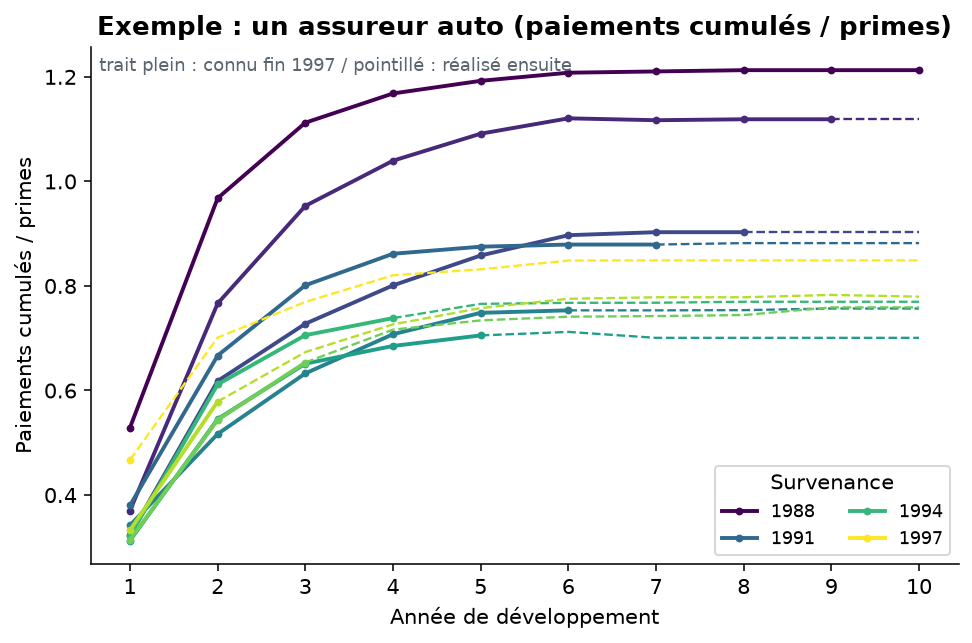 Exemple : un assureur auto (paiements cumulés / primes)
trait plein : connu fin 1997 / pointillé : réalisé ensuite
Paiements cumulés / primes
1.2
1.0
0.8
0.6
0.4
Survenance
1988
1994
1991
1997
1 2 3 4 5 6 7 8 9 10
Année de développement